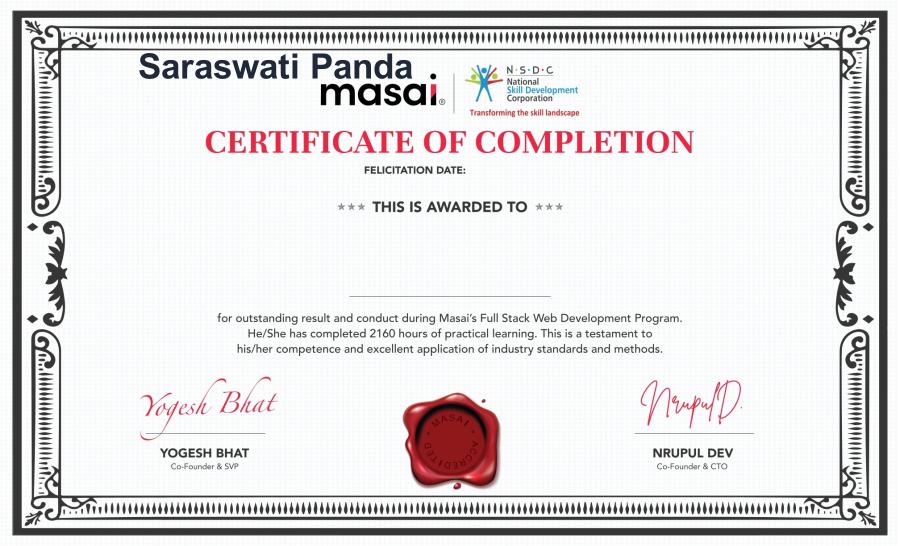 Saraswati Panda
masai®
N·S·D·C
National
Skill Development
Corporation
Transforming the skill landscape
CERTIFICATE OF COMPLETION
FELICITATION DATE:
★★★ THIS IS AWARDED TO ★★★
for outstanding result and conduct during Masai's Full Stack Web Development Program.
He/She has completed 2160 hours of practical learning. This is a testament to
his/her competence and excellent application of industry standards and methods.
Yogesh Bhat
NrupulD.
YOGESH BHAT
Co-Founder & SVP
• MASAI •
ACCREDITED
NRUPUL DEV
Co-Founder & CTO